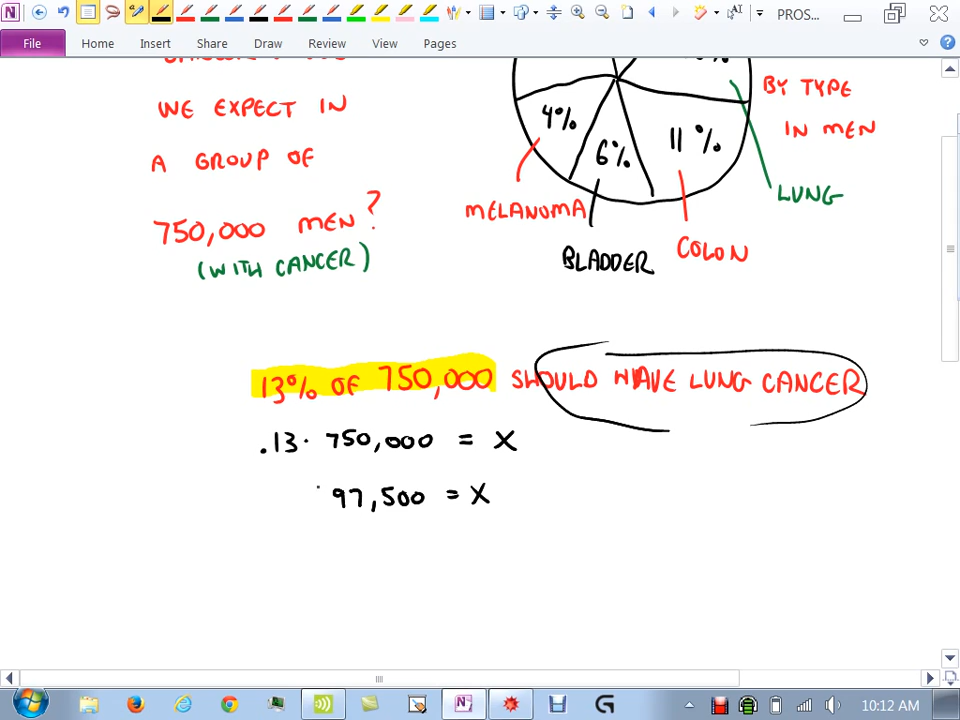 PROS...
File
Home
Insert
Share
Draw
Review
View
Pages
WE EXPECT IN
A GROUP OF
750,000 MEN?
(WITH CANCER)
4%
6%
11%
BY TYPE
IN MEN
LUNG
MELANOMA
BLADDER
COLON
13% OF 750,000 SHOULD HAVE LUNG CANCER
.13 · 750,000 = X
97,500 = X
10:12 AM